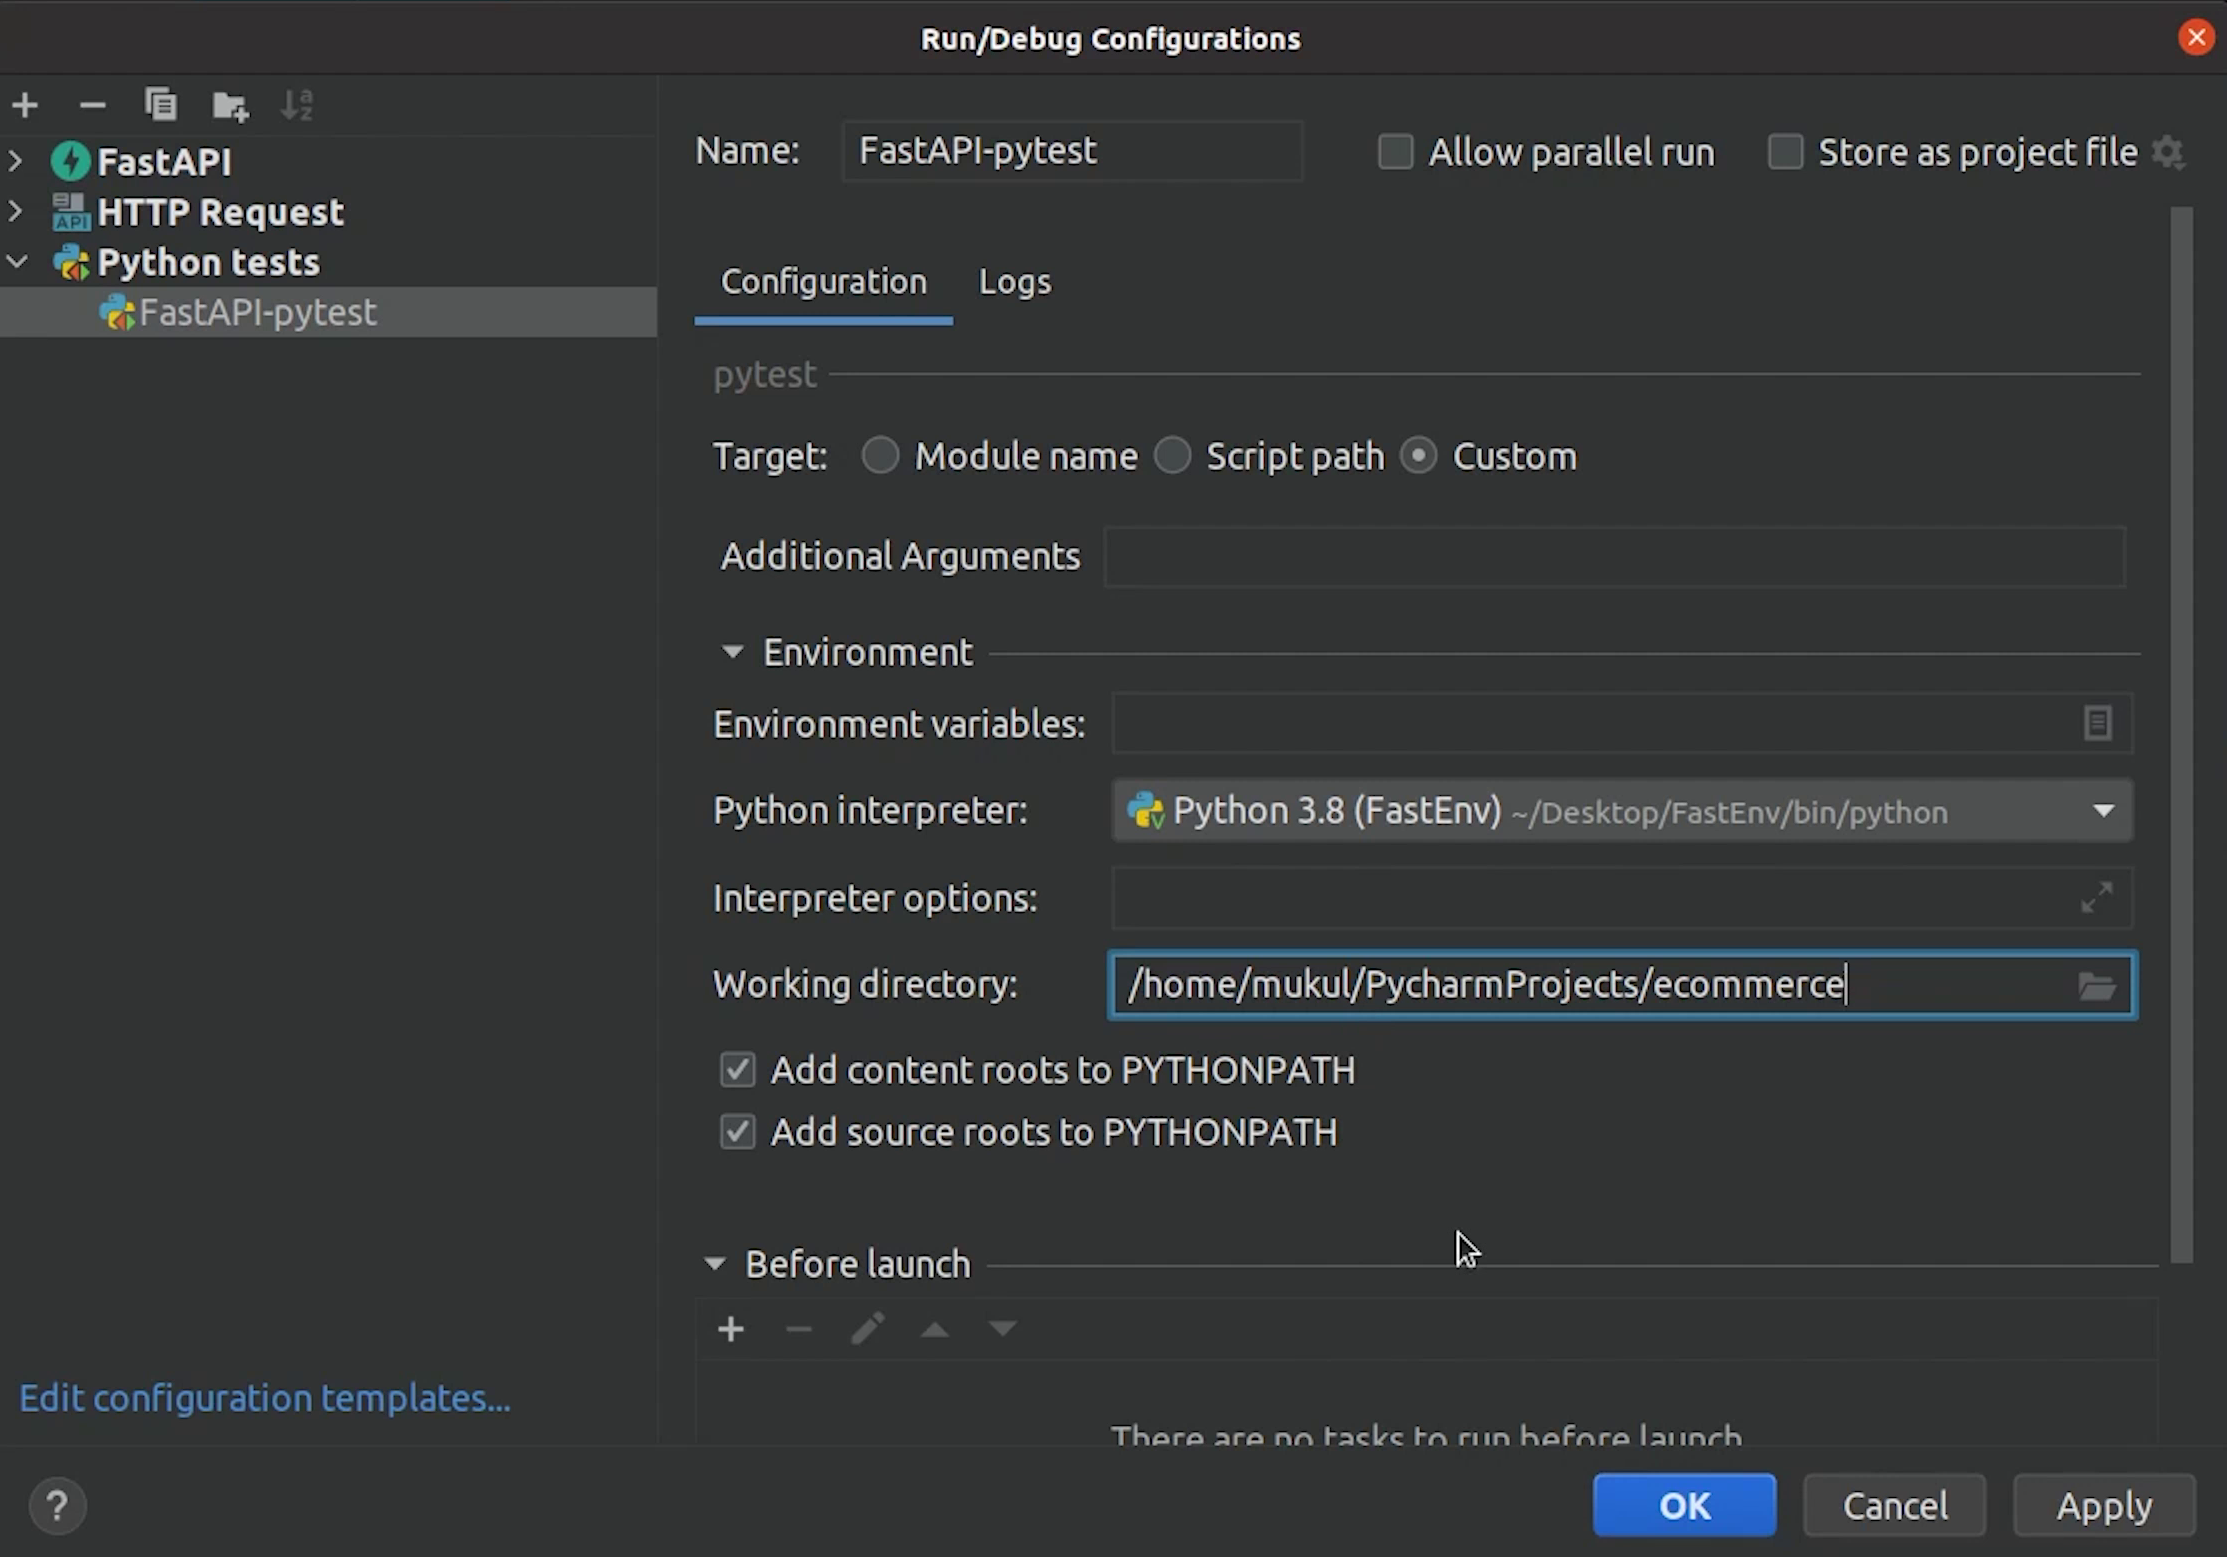 Run/Debug Configurations
FastAPI
API HTTP Request
Python tests
FastAPI-pytest
Edit configuration templates...
Name: FastAPI-pytest Allow parallel run Store as project file
Configuration Logs
pytest
Target: Module name Script path Custom
Additional Arguments
Environment
Environment variables:
Python interpreter: Python 3.8 (FastEnv) ~/Desktop/FastEnv/bin/python
Interpreter options:
Working directory: /home/mukul/PycharmProjects/ecommerce
Add content roots to PYTHONPATH
Add source roots to PYTHONPATH
Before launch
There are no tasks to run before launch
? OK Cancel Apply